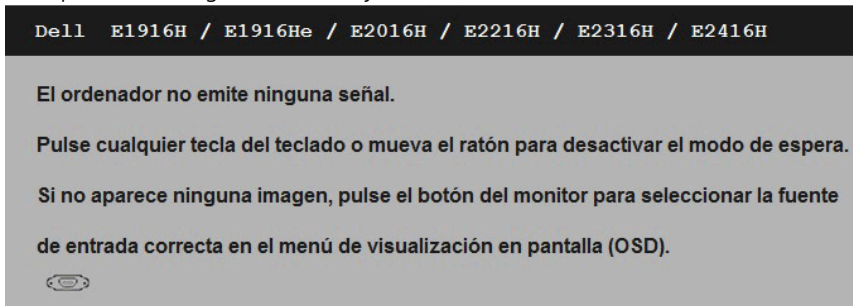 Dell E1916H / E1916He / E2016H / E2216H / E2316H / E2416H
El ordenador no emite ninguna señal.
Pulse cualquier tecla del teclado o mueva el ratón para desactivar el modo de espera.
Si no aparece ninguna imagen, pulse el botón del monitor para seleccionar la fuente
de entrada correcta en el menú de visualización en pantalla (OSD).